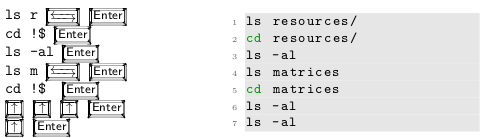 ls r ⇆ Enter
cd !$ Enter
ls -al Enter
ls m ⇆ Enter
cd !$ Enter
↑ ↑ ↑ Enter
↑ Enter
1 ls resources/
2 cd resources/
3 ls -al
4 ls matrices
5 cd matrices
6 ls -al
7 ls -al